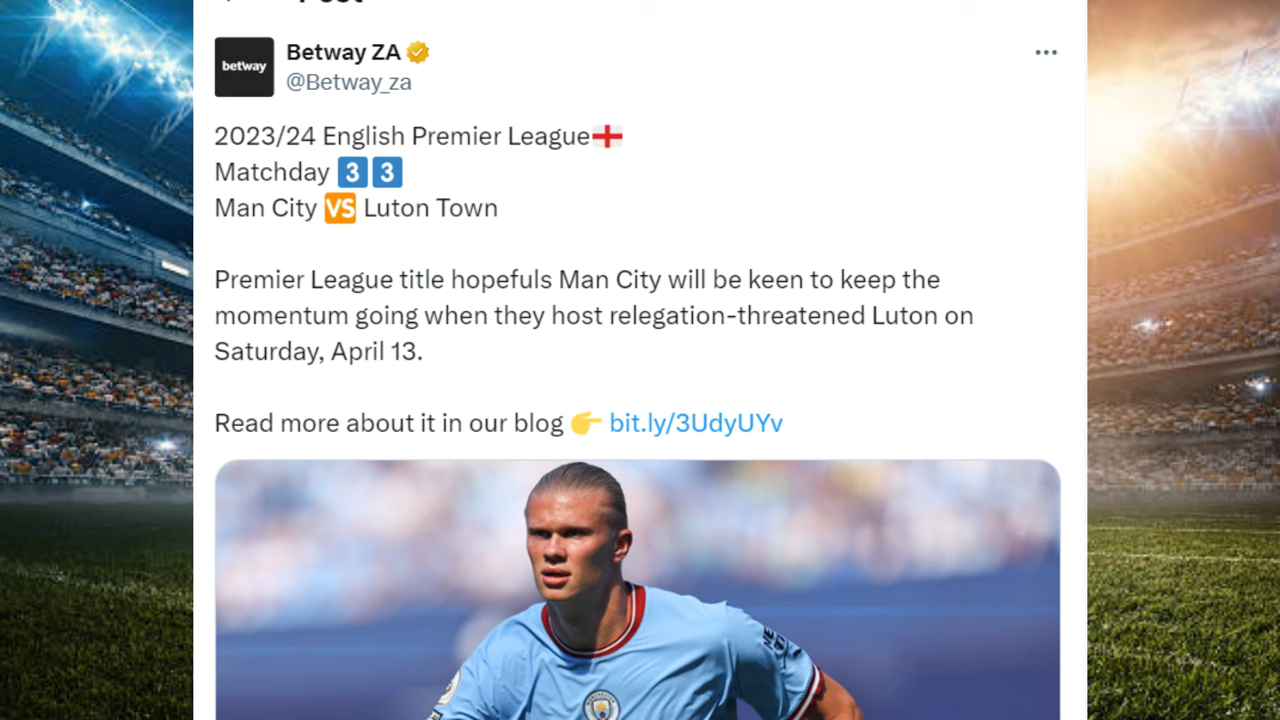 Post
betway
Betway ZA
@Betway_za
2023/24 English Premier League🏴󠁧󠁢󠁥󠁮󠁧󠁿
Matchday 3️⃣3️⃣
Man City 🆚 Luton Town
Premier League title hopefuls Man City will be keen to keep the
momentum going when they host relegation-threatened Luton on
Saturday, April 13.
Read more about it in our blog 👉 bit.ly/3UdyUYv